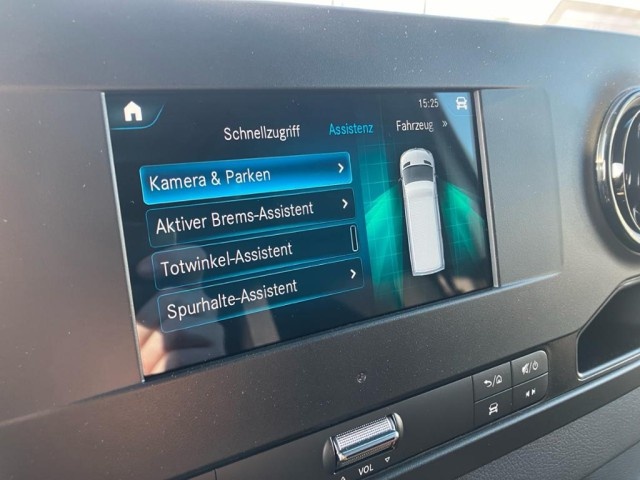 15:25
Schnellzugriff Assistenz Fahrzeug »
Kamera & Parken
Aktiver Brems-Assistent
Totwinkel-Assistent
Spurhalte-Assistent
VOL